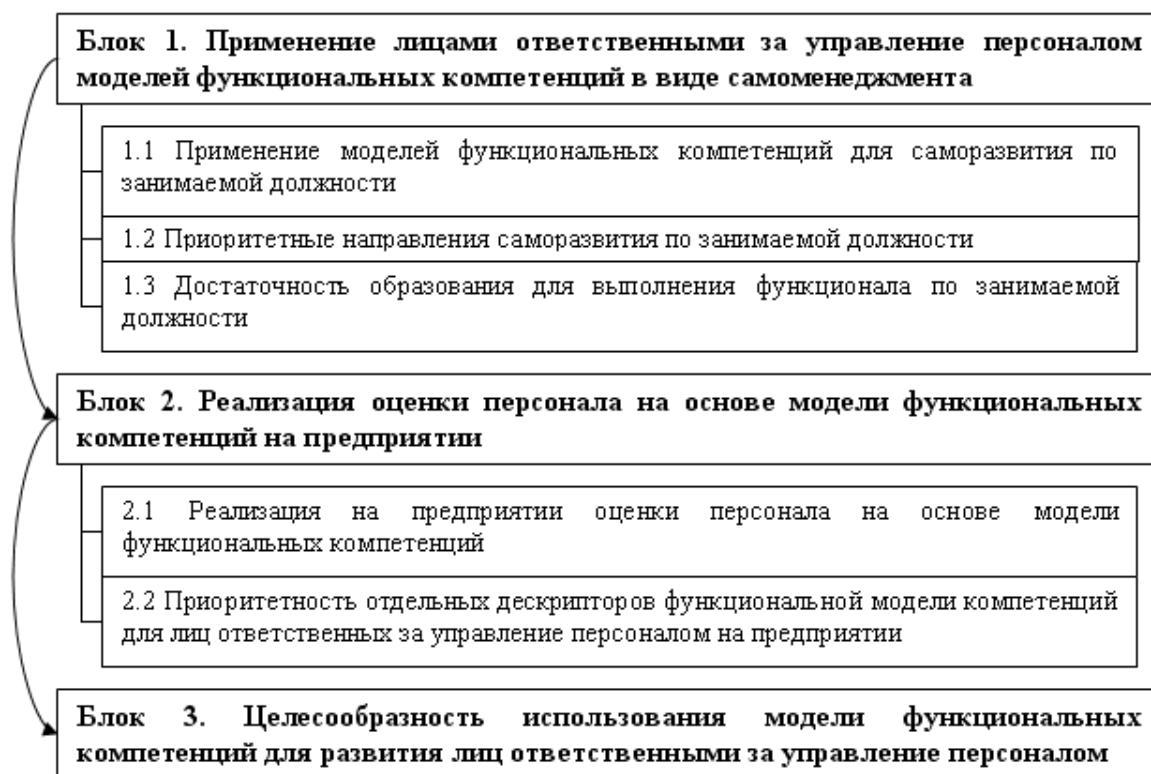 Блок 1. Применение лицами ответственными за управление персоналом
моделей функциональных компетенций в виде самоменеджмента
1.1 Применение моделей функциональных компетенций для саморазвития по
занимаемой должности
1.2 Приоритетные направления саморазвития по занимаемой должности
1.3 Достаточность образования для выполнения функционала по занимаемой
должности
Блок 2. Реализация оценки персонала на основе модели функциональных
компетенций на предприятии
2.1 Реализация на предприятии оценки персонала на основе модели
функциональных компетенций
2.2 Приоритетность отдельных дескрипторов функциональной модели компетенций
для лиц ответственных за управление персоналом на предприятии
Блок 3. Целесообразность использования модели функциональных
компетенций для развития лиц ответственными за управление персоналом